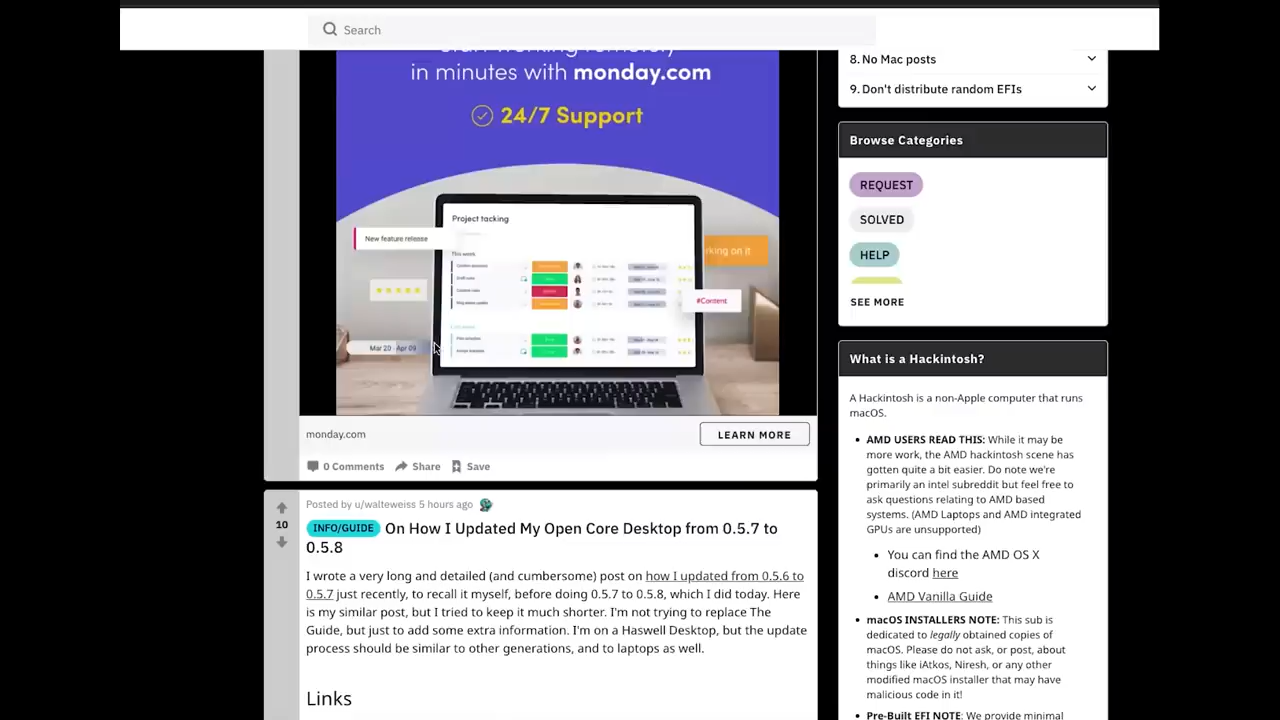 Search
in minutes with monday.com
24/7 Support
Project tacking
New feature release
This week
rking on it
#Content
Mar 20 Apr 09
monday.com
LEARN MORE
0 Comments Share Save
Posted by u/walteweiss 5 hours ago
10
INFO/GUIDE On How I Updated My Open Core Desktop from 0.5.7 to
0.5.8
I wrote a very long and detailed (and cumbersome) post on how I updated from 0.5.6 to
0.5.7 just recently, to recall it myself, before doing 0.5.7 to 0.5.8, which I did today. Here
is my similar post, but I tried to keep it much shorter. I'm not trying to replace The
Guide, but just to add some extra information. I'm on a Haswell Desktop, but the update
process should be similar to other generations, and to laptops as well.
Links
8. No Mac posts
9. Don't distribute random EFIs
Browse Categories
REQUEST
SOLVED
HELP
SEE MORE
What is a Hackintosh?
A Hackintosh is a non-Apple computer that runs
macOS.
• AMD USERS READ THIS: While it may be
more work, the AMD hackintosh scene has
gotten quite a bit easier. Do note we're
primarily an intel subreddit but feel free to
ask questions relating to AMD based
systems. (AMD Laptops and AMD integrated
GPUs are unsupported)
• You can find the AMD OS X
discord here
• AMD Vanilla Guide
• macOS INSTALLERS NOTE: This sub is
dedicated to legally obtained copies of
macOS. Please do not ask, or post, about
things like iAtkos, Niresh, or any other
modified macOS installer that may have
malicious code in it!
• Pre-Built EFI NOTE: We provide minimal